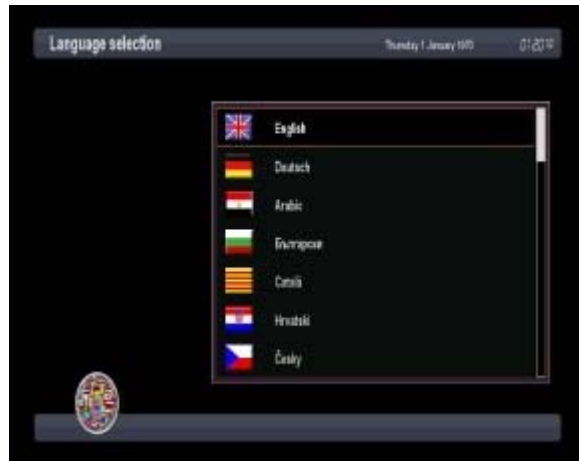 Language selection
Thursday 1 January 1970 01:20
English
Deutsch
Arabic
Български
Català
Hrvatski
Česky